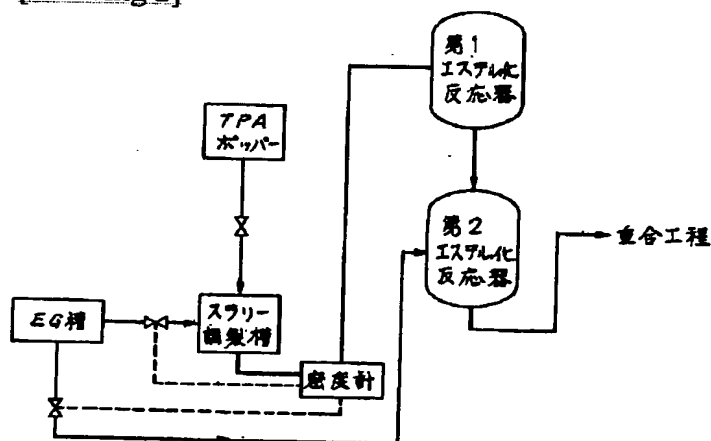 第1
エステル化
反応器
TPA
ホッパー
第2
エステル化
反応器
重合工程
EG槽
スラリー
調製槽
密度計